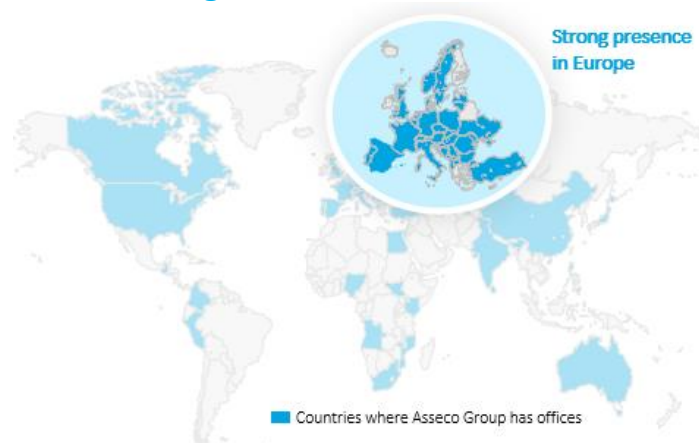 Strong presence
in Europe
Countries where Asseco Group has offices